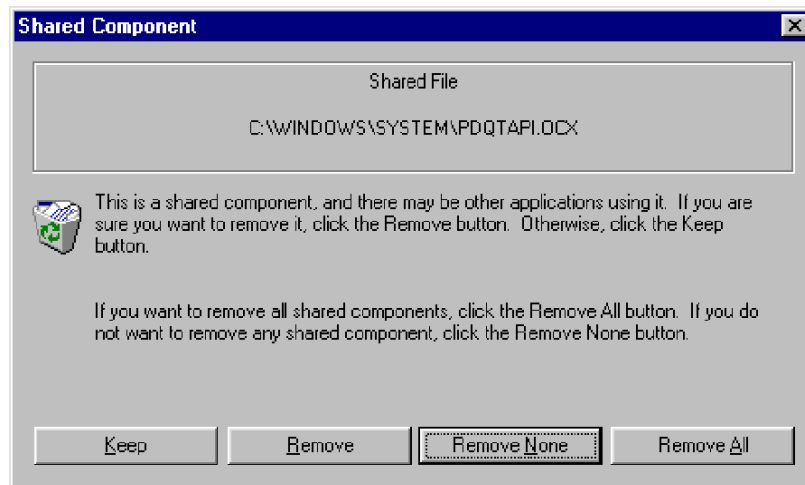 Shared Component
Shared File
C:\WINDOWS\SYSTEM\PDQTAPI.OCX
This is a shared component, and there may be other applications using it. If you are
sure you want to remove it, click the Remove button. Otherwise, click the Keep
button.
If you want to remove all shared components, click the Remove All button. If you do
not want to remove any shared component, click the Remove None button.
Keep Remove Remove None Remove All